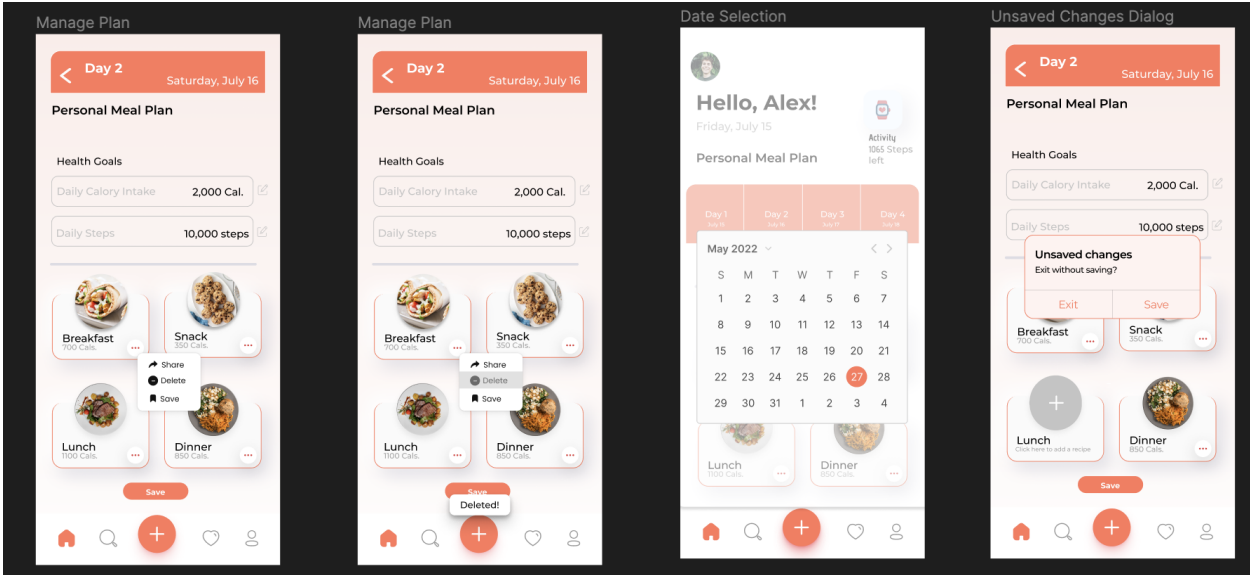 Manage Plan
Day 2
Saturday, July 16
Personal Meal Plan
Health Goals
Daily Calory Intake 2,000 Cal.
Daily Steps 10,000 steps
Breakfast
700 Cals.
Snack
350 Cals.
Share
Delete
Save
Lunch
1100 Cals.
Dinner
850 Cals.
Save
Manage Plan
Day 2
Saturday, July 16
Personal Meal Plan
Health Goals
Daily Calory Intake 2,000 Cal.
Daily Steps 10,000 steps
Breakfast
700 Cals.
Snack
350 Cals.
Share
Delete
Save
Lunch
1100 Cals.
Dinner
850 Cals.
Save
Deleted!
Date Selection
Hello, Alex!
Friday, July 15
Activity
1065 Steps
left
Personal Meal Plan
Day 1 Day 2 Day 3 Day 4
July 15 July 16 July 17 July 18
May 2022
S M T W T F S
1 2 3 4 5 6 7
8 9 10 11 12 13 14
15 16 17 18 19 20 21
22 23 24 25 26 27 28
29 30 31 1 2 3 4
Lunch
1100 Cals.
Dinner
850 Cals.
Unsaved Changes Dialog
Day 2
Saturday, July 16
Personal Meal Plan
Health Goals
Daily Calory Intake 2,000 Cal.
Daily Steps 10,000 steps
Unsaved changes
Exit without saving?
Exit Save
Breakfast
700 Cals.
Snack
350 Cals.
Lunch
Click here to add a recipe
Dinner
850 Cals.
Save